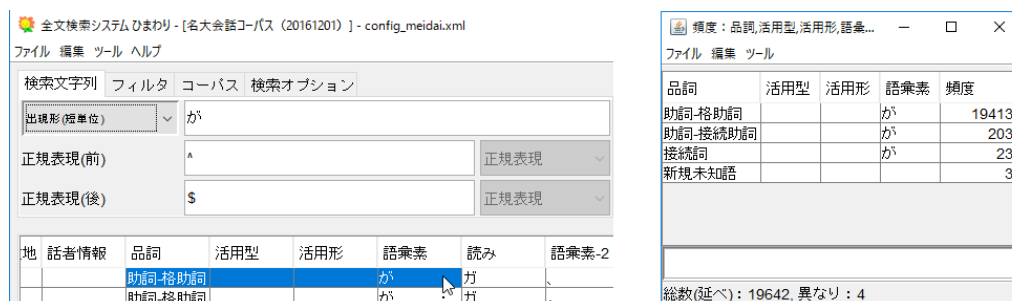 全文検索システム ひまわり - [名大会話コーパス（20161201）] - config_meidai.xml
ファイル 編集 ツール ヘルプ
検索文字列 フィルタ コーパス 検索オプション
出現形(短単位) が
正規表現(前) ^ 正規表現
正規表現(後) $ 正規表現
地 話者情報 品詞 活用型 活用形 語彙素 読み 語彙素-2
助詞-格助詞 が ガ 、
助詞-格助詞 が ガ 、
頻度：品詞,活用型,活用形,語彙...
ファイル 編集 ツール
品詞 活用型 活用形 語彙素 頻度
助詞-格助詞 が 19413
助詞-接続助詞 が 203
接続詞 が 23
新規未知語 3
総数(延べ)：19642, 異なり：4